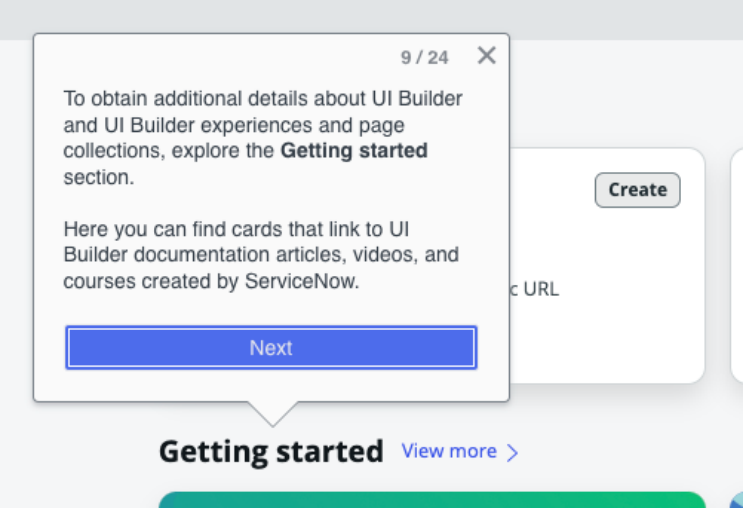 9 / 24
To obtain additional details about UI Builder
and UI Builder experiences and page
collections, explore the Getting started
section.
Here you can find cards that link to UI
Builder documentation articles, videos, and
courses created by ServiceNow.
Next
Create
c URL
Getting started View more